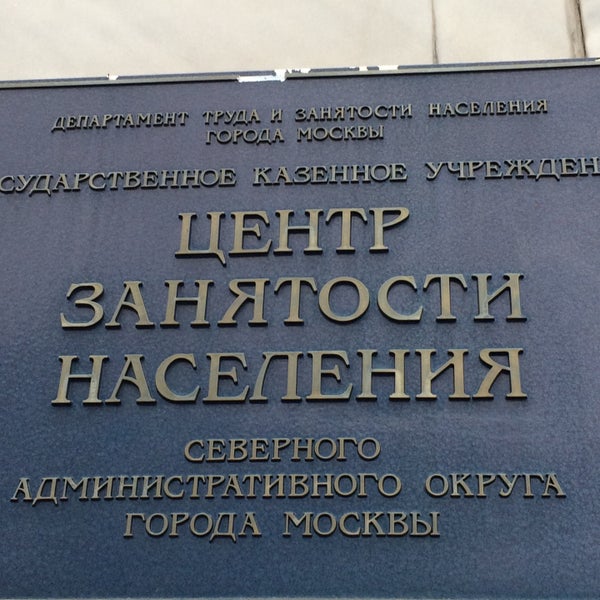 ДЕПАРТАМЕНТ ТРУДА И ЗАНЯТОСТИ НАСЕЛЕНИЯ
ГОРОДА МОСКВЫ
СУДАРСТВЕННОЕ КАЗЕННОЕ УЧРЕЖДЕН
ЦЕНТР
ЗАНЯТОСТИ
НАСЕЛЕНИЯ
СЕВЕРНОГО
АДМИНИСТРАТИВНОГО ОКРУГА
ГОРОДА МОСКВЫ